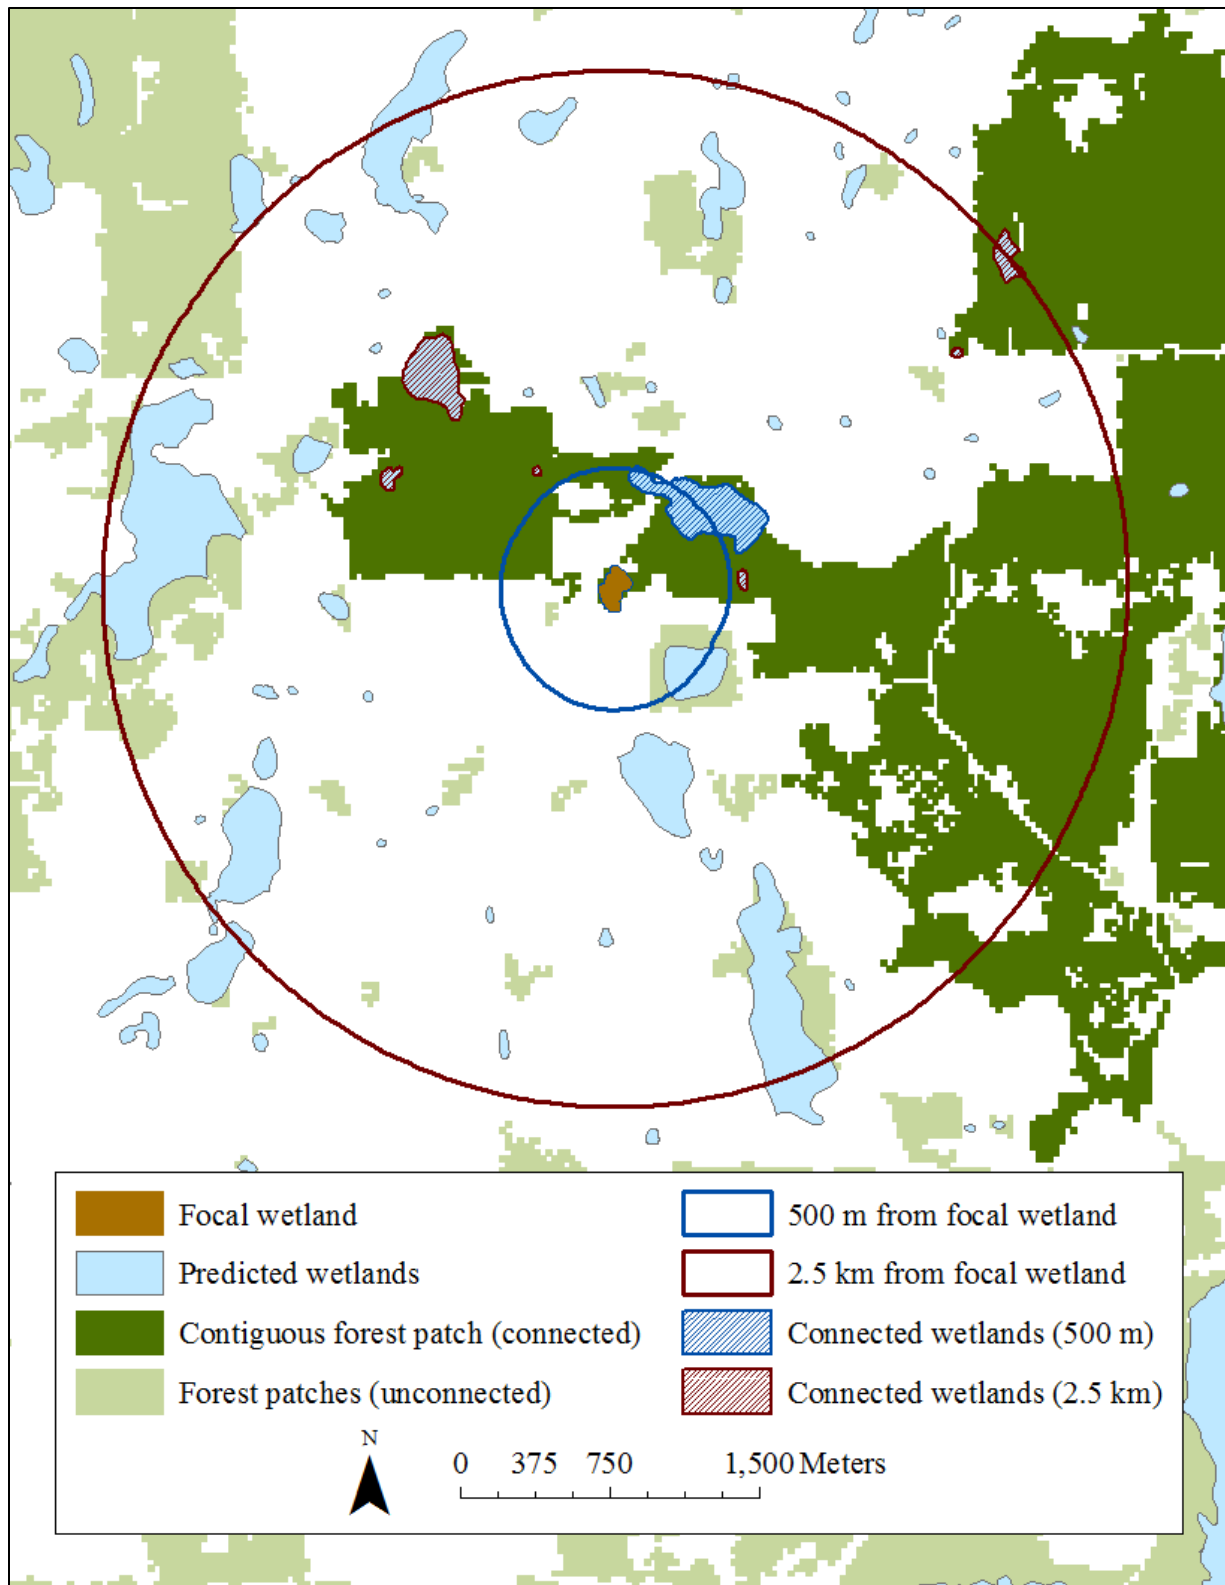 Focal wetland
500 m from focal wetland
Predicted wetlands
2.5 km from focal wetland
Contiguous forest patch (connected)
Connected wetlands (500 m)
Forest patches (unconnected)
Connected wetlands (2.5 km)
N
0 375 750 1,500 Meters